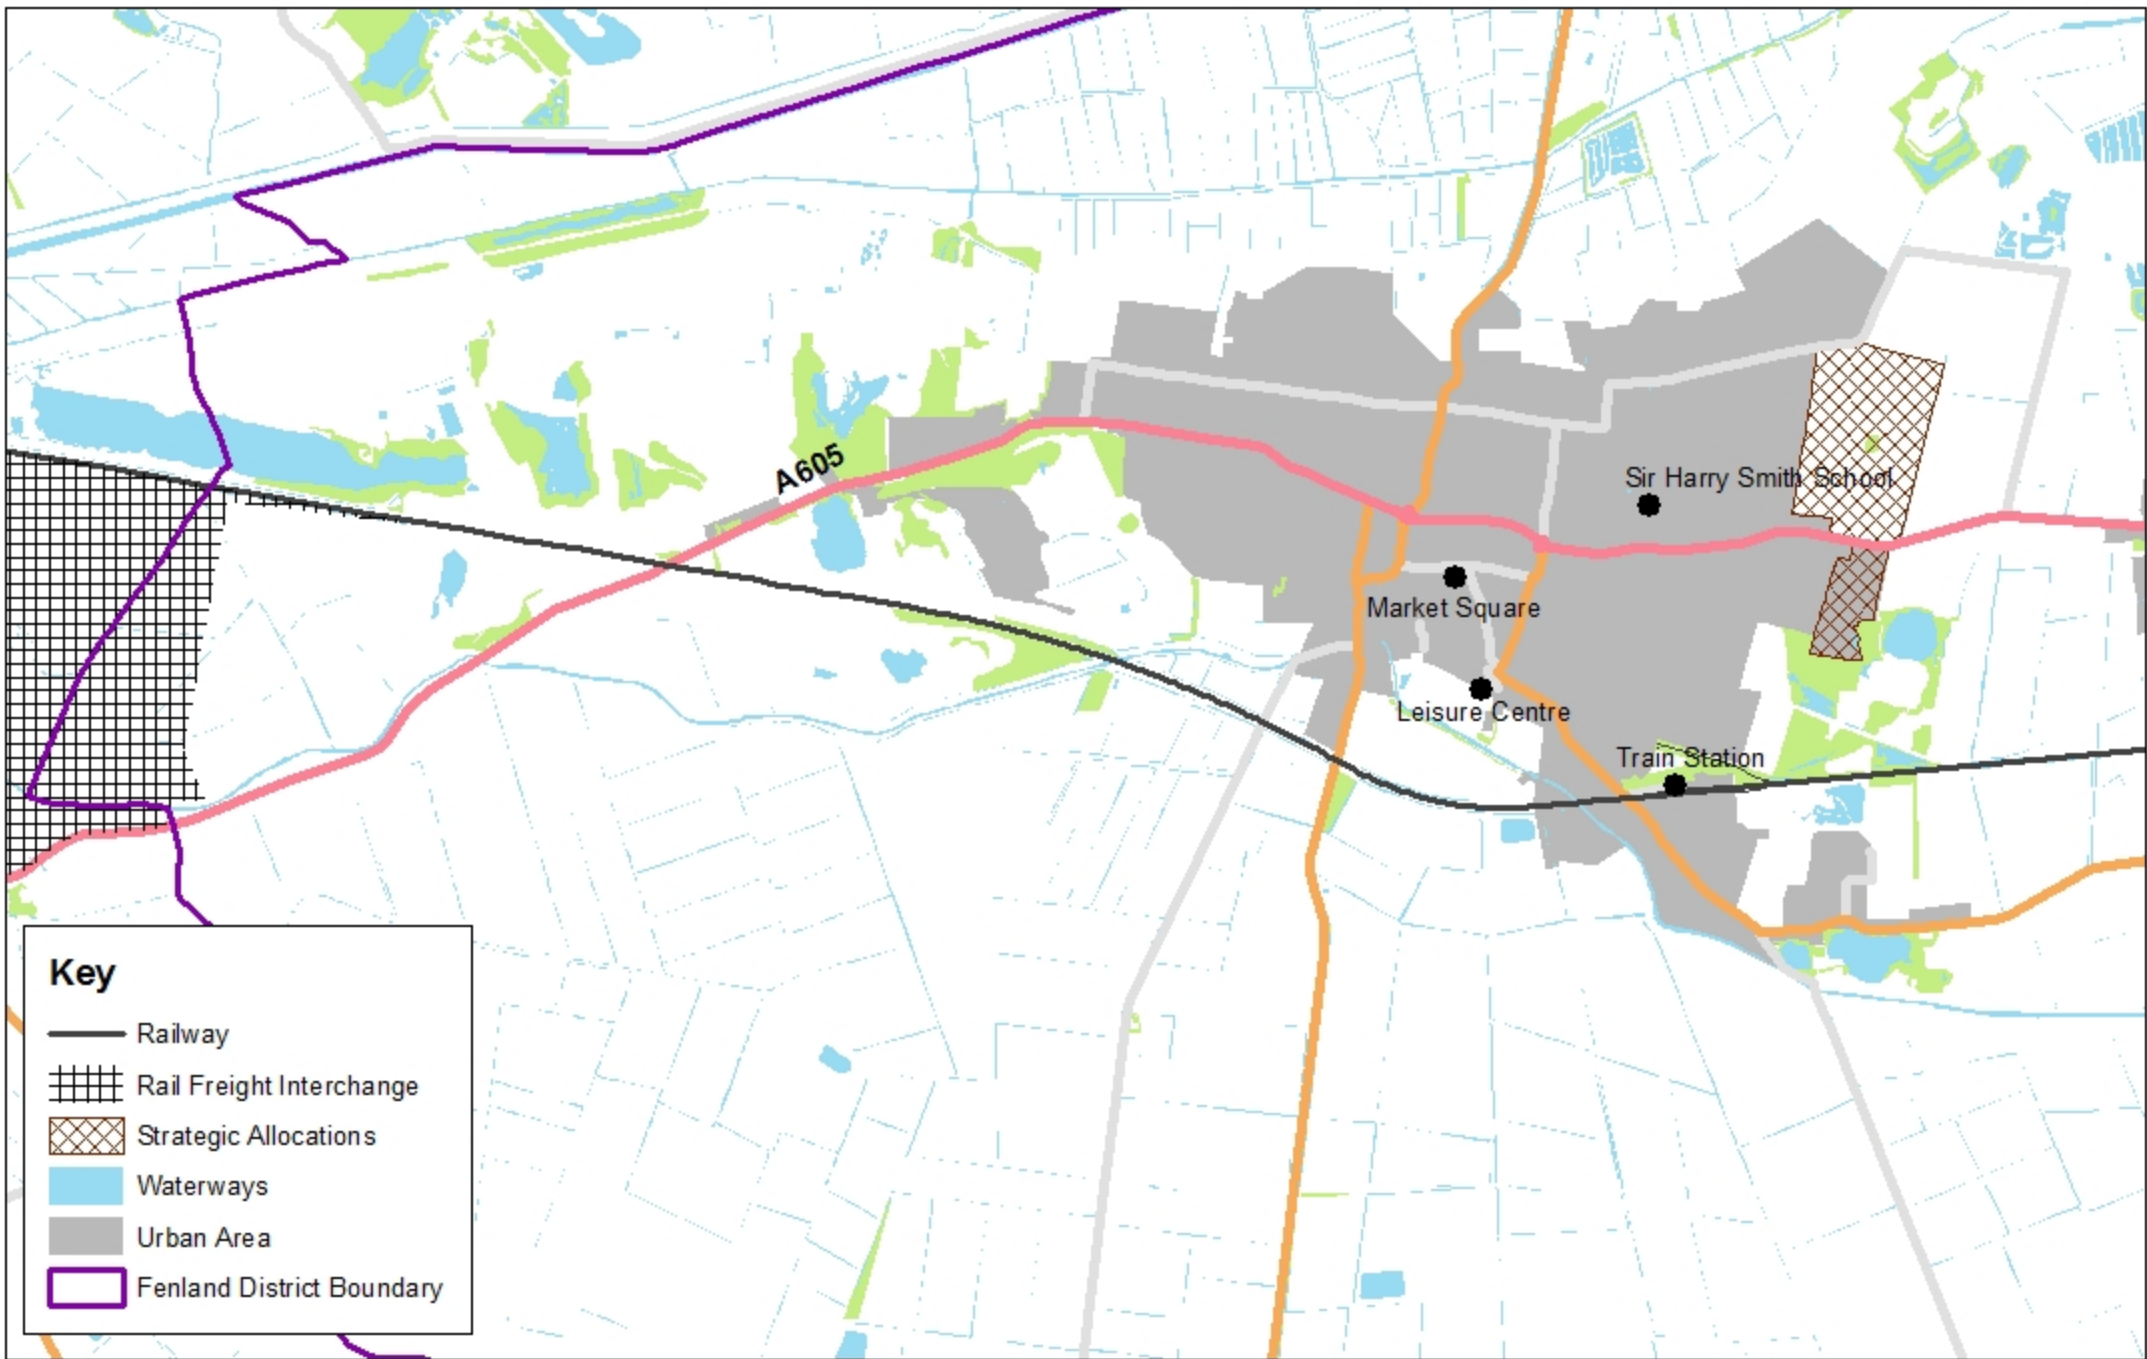 A605
Sir Harry Smith School
Market Square
Leisure Centre
Train Station
Key
Railway
Rail Freight Interchange
Strategic Allocations
Waterways
Urban Area
Fenland District Boundary